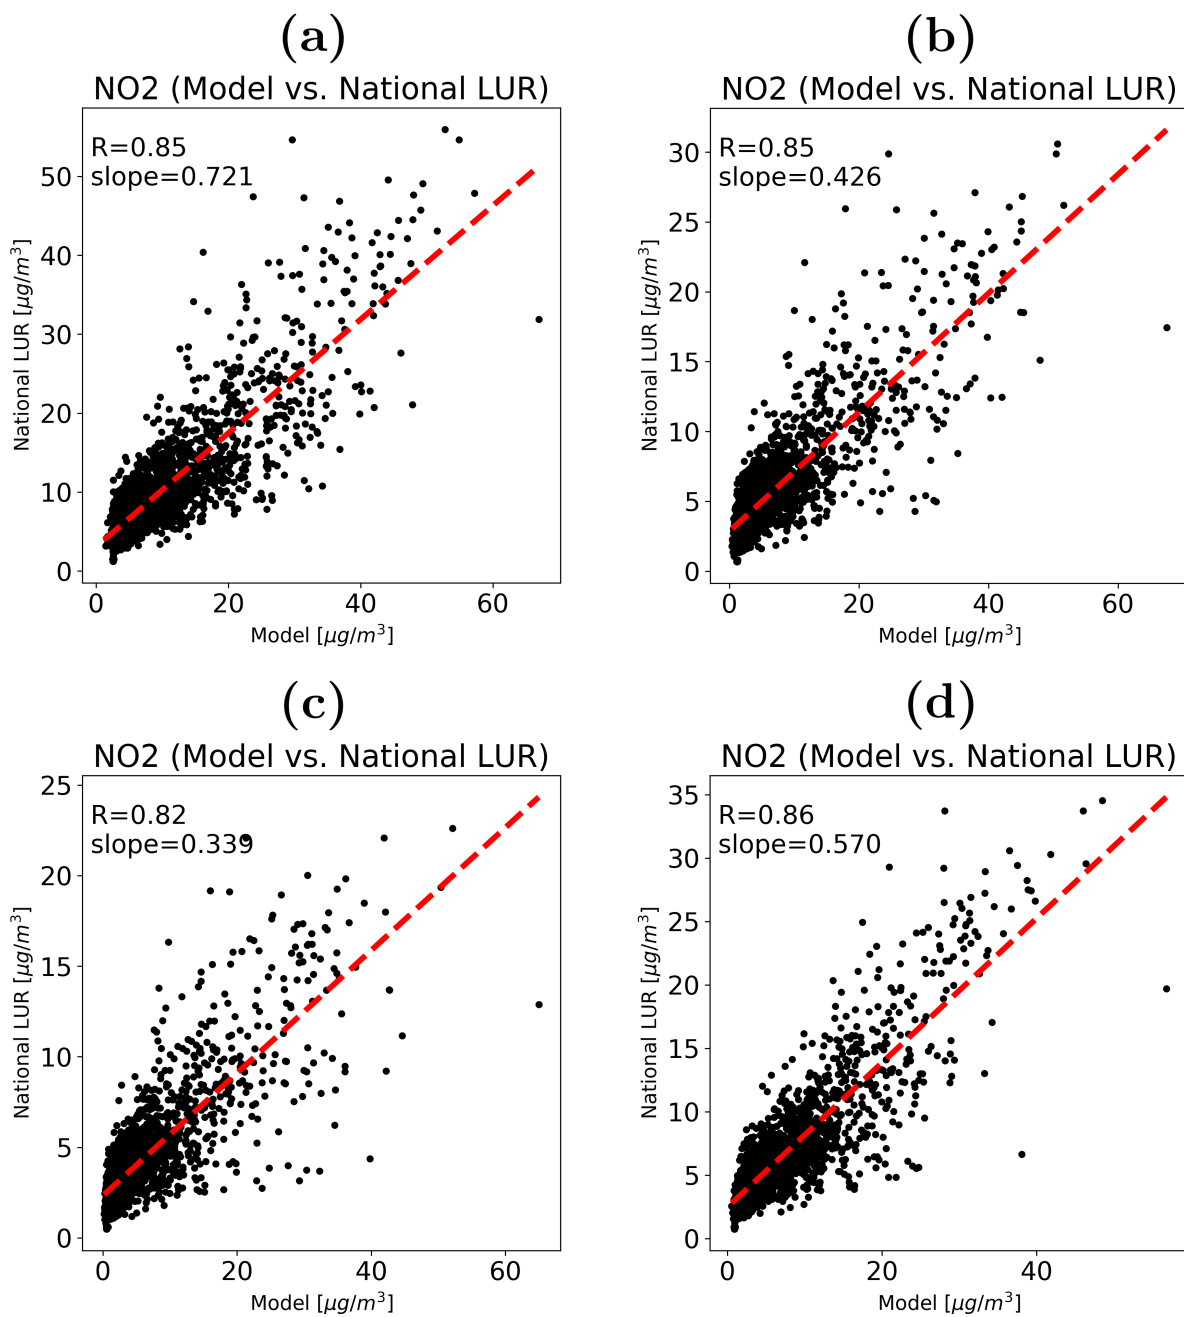 (a)
NO2 (Model vs. National LUR)
R=0.85
slope=0.721
National LUR [μg/m³]
50
40
30
20
10
0
0 20 40 60
Model [μg/m³]
(b)
NO2 (Model vs. National LUR)
R=0.85
slope=0.426
National LUR [μg/m³]
30
25
20
15
10
5
0
0 20 40 60
Model [μg/m³]
(c)
NO2 (Model vs. National LUR)
R=0.82
slope=0.339
National LUR [μg/m³]
25
20
15
10
5
0
0 20 40 60
Model [μg/m³]
(d)
NO2 (Model vs. National LUR)
R=0.86
slope=0.570
National LUR [μg/m³]
35
30
25
20
15
10
5
0
0 20 40
Model [μg/m³]